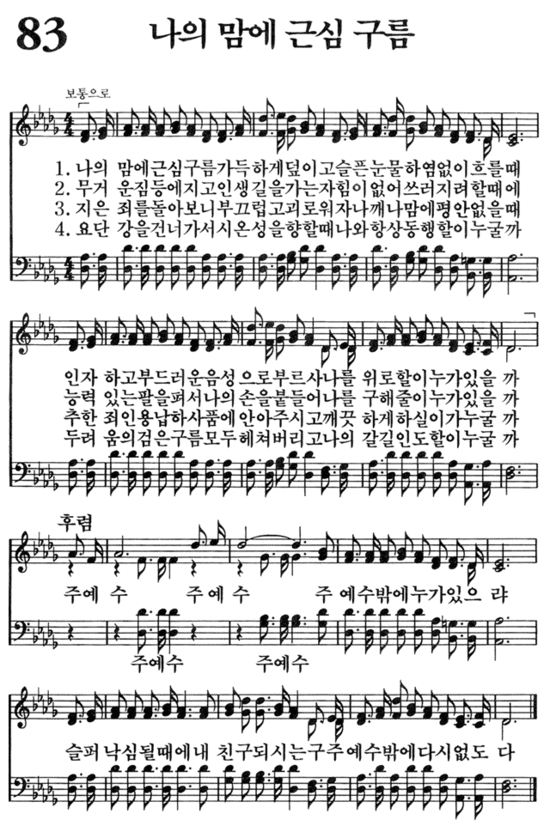 83 나의 맘에 근심 구름
보통으로
1. 나의 맘에근심구름가득하게덮이고슬픈눈물하염없이흐를때
2. 무거 운짐등에지고인생길을가는자힘이없어쓰러지려할때에
3. 지은 죄를돌아보니부끄럽고괴로워자나깨나맘에평안없을때
4. 요단 강을건너가서시온성을향할때나와항상동행할이누굴까
인자 하고부드러운음성 으로부르사나를 위로할이누가있을 까
능력 있는팔을펴서나의 손을붙들어나를 구해줄이누가있을 까
추한 죄인용납하사품에 안아주시고깨끗 하게하실이가누굴 까
두려 움의검은구름모두 헤쳐버리고나의 갈길인도할이누굴 까
후렴
주예 수 주예 수 주 예수밖에누가있으 랴
주예수 주예수
슬퍼 낙심될때에내 친구되시는구주예수밖에다시없도 다